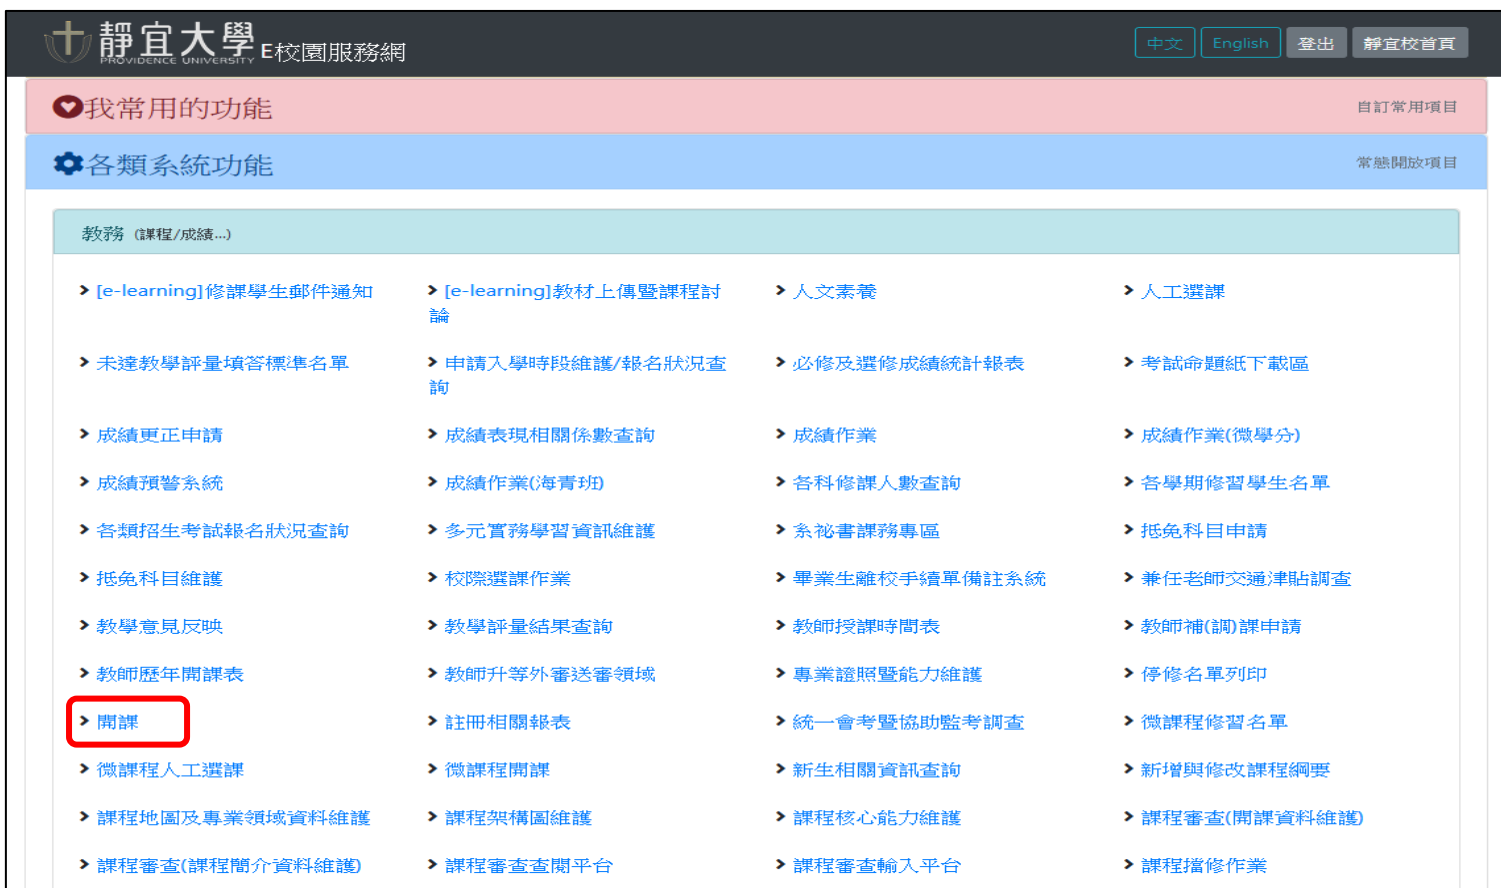 靜宜大學 E校園服務網
PROVIDENCE UNIVERSITY
中文 English 登出 靜宜校首頁
我常用的功能 自訂常用項目
各類系統功能 常態開放項目
教務 (課程/成績...)
[e-learning]修課學生郵件通知 [e-learning]教材上傳暨課程討 人文素養 人工選課
論
未達教學評量填答標準名單 申請入學時段維護/報名狀況查 必修及選修成績統計報表 考試命題紙下載區
詢
成績更正申請 成績表現相關係數查詢 成績作業 成績作業(微學分)
成績預警系統 成績作業(海青班) 各科修課人數查詢 各學期修習學生名單
各類招生考試報名狀況查詢 多元實務學習資訊維護 系祕書課務專區 抵免科目申請
抵免科目維護 校際選課作業 畢業生離校手續單備註系統 兼任老師交通津貼調查
教學意見反映 教學評量結果查詢 教師授課時間表 教師補(調)課申請
教師歷年開課表 教師升等外審送審領域 專業證照暨能力維護 停修名單列印
開課 註冊相關報表 統一會考暨協助監考調查 微課程修習名單
微課程人工選課 微課程開課 新生相關資訊查詢 新增與修改課程綱要
課程地圖及專業領域資料維護 課程架構圖維護 課程核心能力維護 課程審查(開課資料維護)
課程審查(課程簡介資料維護) 課程審查查閱平台 課程審查輸入平台 課程擋修作業